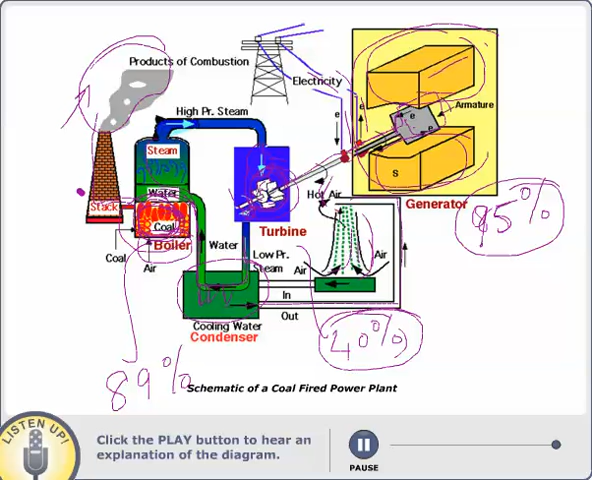 Products of Combustion
Electricity
High Pr. Steam
Armature
e
e
e
e
Steam
Water
Stack
Coal
Boiler
Coal
Air
Water
Turbine
Low Pr.
Steam
Hot Air
S
Generator
95%
Air
Air
In
Out
Cooling Water
Condenser
40%
89%
Schematic of a Coal Fired Power Plant
LISTEN UP!
Click the PLAY button to hear an
explanation of the diagram.
PAUSE